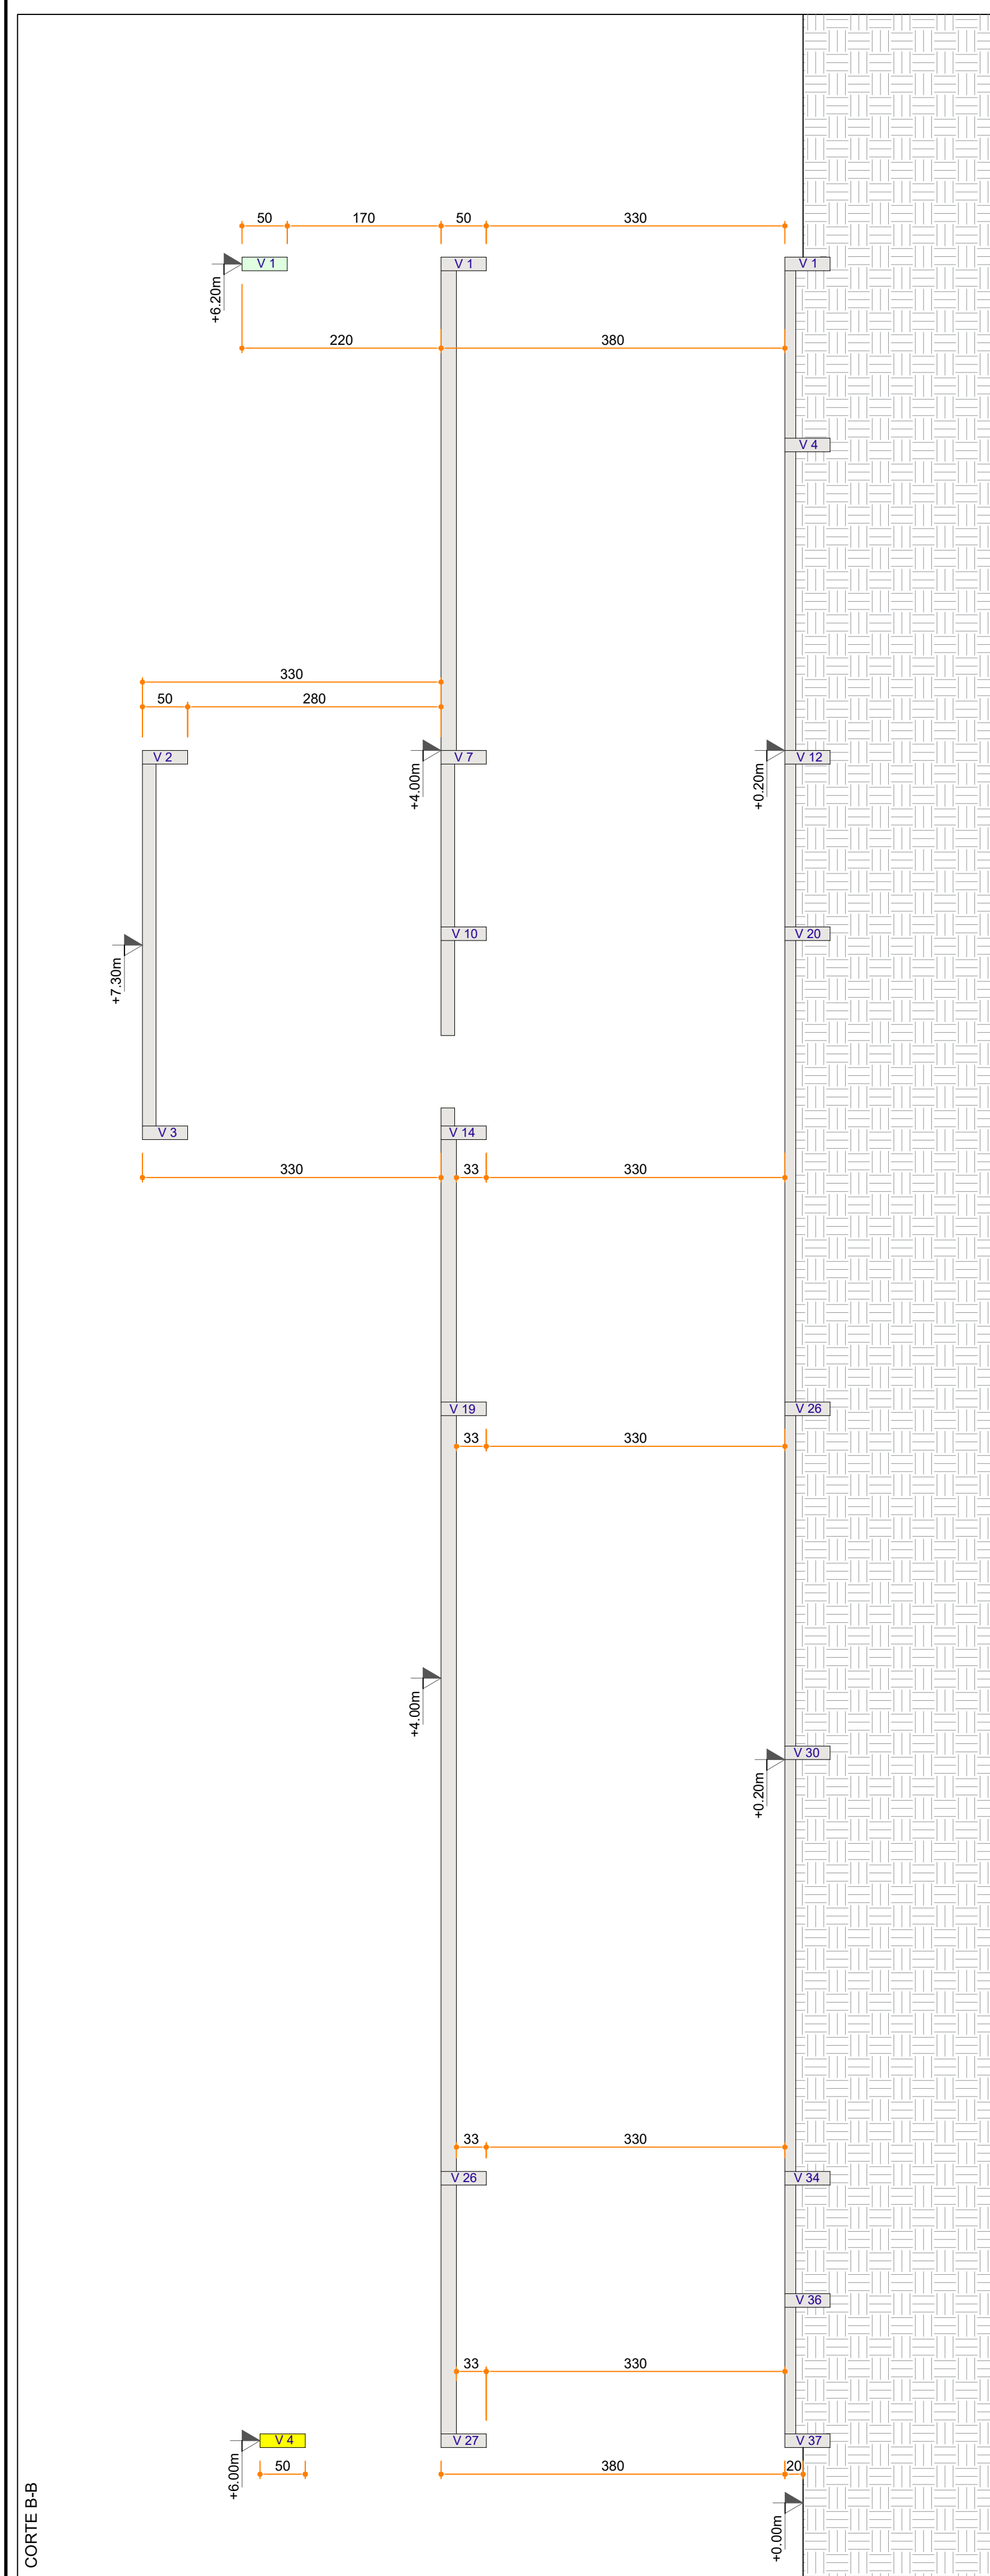 50 170 50 330
V 1 V 1 V 1
+6.20m
220 380
V 4
330
50 280
V 2 V 7 V 12
+4.00m +0.20m
V 10 V 20
+7.30m
V 3 V 14
330 33 330
V 19 V 26
33 330
+4.00m
V 30
+0.20m
33 330
V 26 V 34
V 36
33 330
V 4 V 27 V 37
+6.00m
50 380 20
+0.00m
CORTE B-B